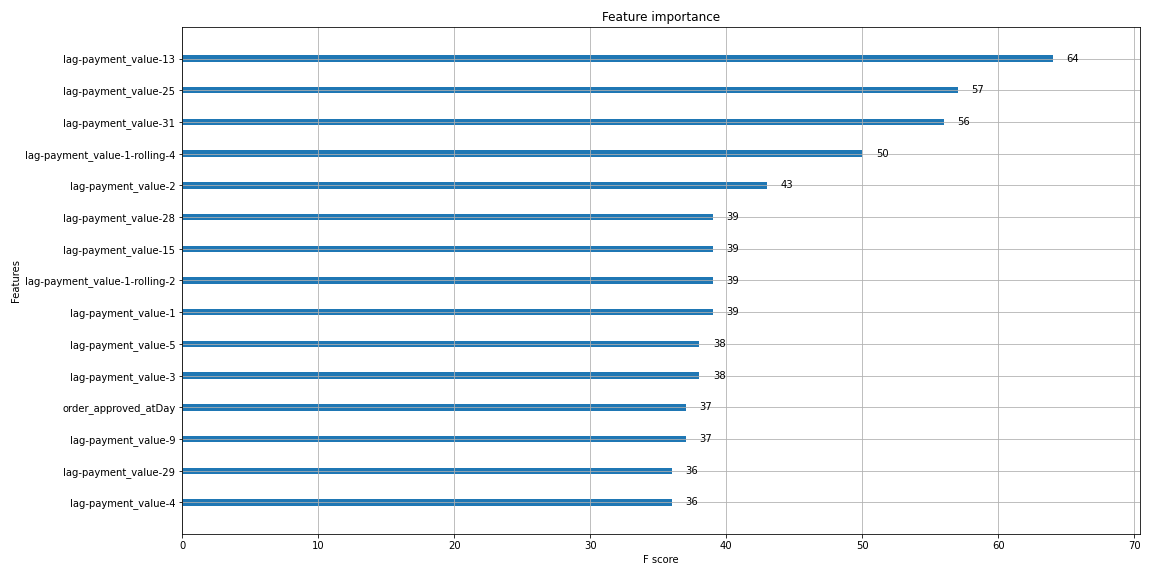 Feature importance
Features
lag-payment_value-13 64
lag-payment_value-25 57
lag-payment_value-31 56
lag-payment_value-1-rolling-4 50
lag-payment_value-2 43
lag-payment_value-28 39
lag-payment_value-15 39
lag-payment_value-1-rolling-2 39
lag-payment_value-1 39
lag-payment_value-5 38
lag-payment_value-3 38
order_approved_atDay 37
lag-payment_value-9 37
lag-payment_value-29 36
lag-payment_value-4 36
0 10 20 30 40 50 60 70
F score